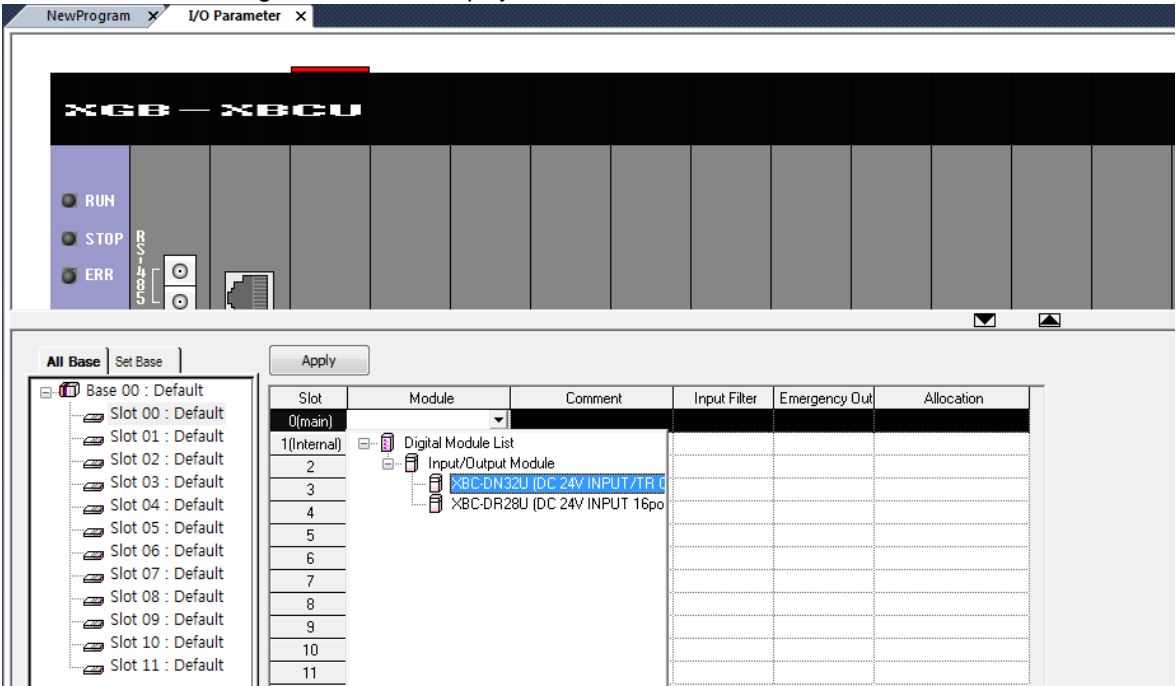 NewProgram x I/O Parameter x
XGB-XBCU
RUN
STOP
ERR
RS-485
All Base Set Base
Apply
Base 00 : Default
Slot 00 : Default
Slot 01 : Default
Slot 02 : Default
Slot 03 : Default
Slot 04 : Default
Slot 05 : Default
Slot 06 : Default
Slot 07 : Default
Slot 08 : Default
Slot 09 : Default
Slot 10 : Default
Slot 11 : Default
Slot Module Comment Input Filter Emergency Out Allocation
0(main)
1(Internal)
2
3
4
5
6
7
8
9
10
11
Digital Module List
Input/Output Module
XBC-DN32U (DC 24V INPUT/TR
XBC-DR28U (DC 24V INPUT 16po